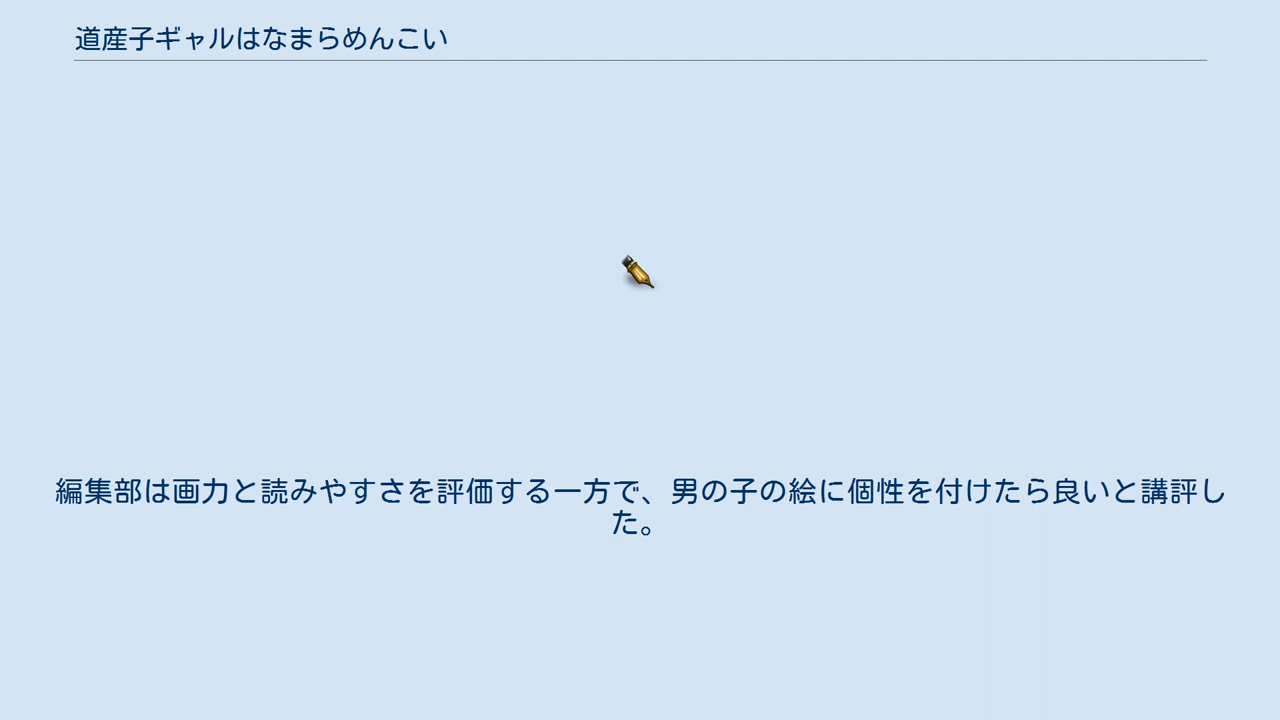 道産子ギャルはなまらめんこい
編集部は画力と読みやすさを評価する一方で、男の子の絵に個性を付けたら良いと講評し
た。